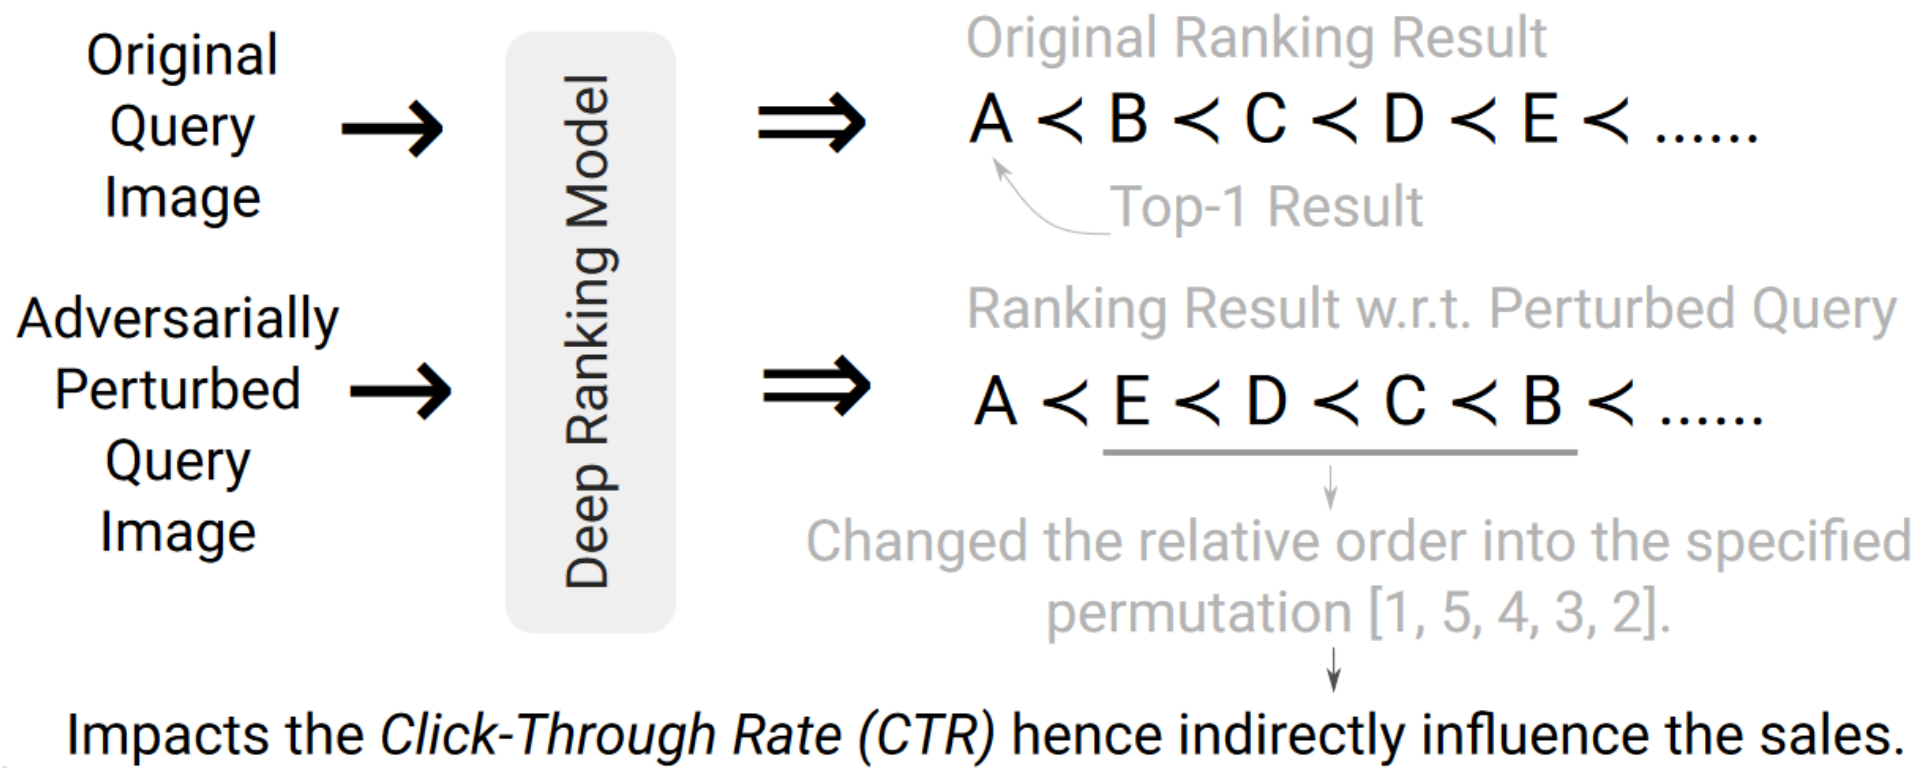 Original
Query
Image
Deep Ranking Model
Original Ranking Result
A ≺ B ≺ C ≺ D ≺ E ≺ ......
Top-1 Result
Adversarially
Perturbed
Query
Image
Ranking Result w.r.t. Perturbed Query
A ≺ E ≺ D ≺ C ≺ B ≺ ......
Changed the relative order into the specified
permutation [1, 5, 4, 3, 2].
Impacts the Click-Through Rate (CTR) hence indirectly influence the sales.